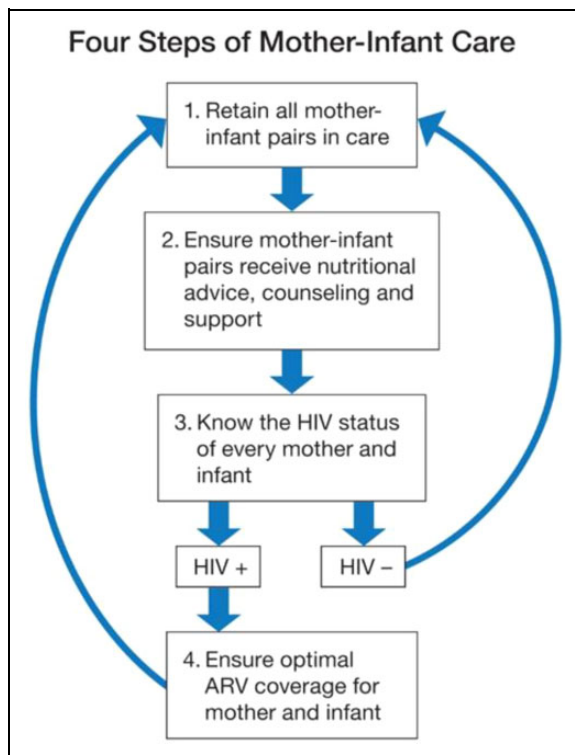 Four Steps of Mother-Infant Care
1. Retain all mother-
infant pairs in care
2. Ensure mother-infant
pairs receive nutritional
advice, counseling and
support
3. Know the HIV status
of every mother and
infant
HIV +
HIV –
4. Ensure optimal
ARV coverage for
mother and infant